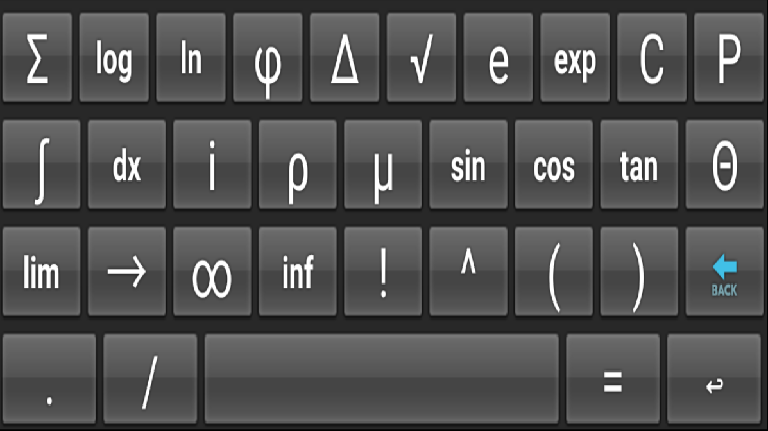 Σ log ln φ Δ √ e exp C P
∫ dx i ρ μ sin cos tan Θ
lim → ∞ inf ! ^ ( ) BACK
. / =